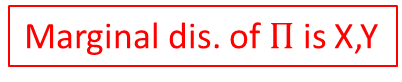 Marginal dis. of Π is X,Y